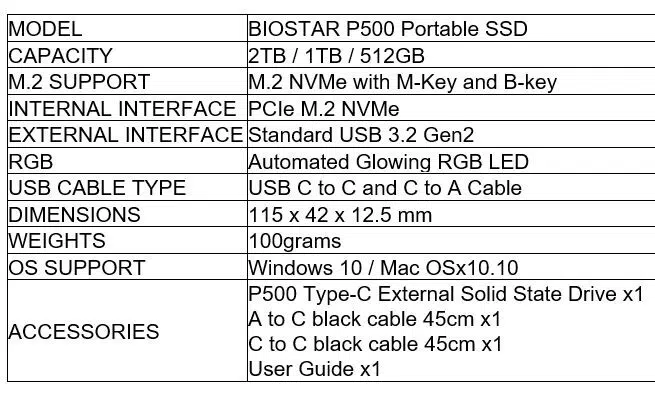 MODEL BIOSTAR P500 Portable SSD
CAPACITY 2TB / 1TB / 512GB
M.2 SUPPORT M.2 NVMe with M-Key and B-key
INTERNAL INTERFACE PCIe M.2 NVMe
EXTERNAL INTERFACE Standard USB 3.2 Gen2
RGB Automated Glowing RGB LED
USB CABLE TYPE USB C to C and C to A Cable
DIMENSIONS 115 x 42 x 12.5 mm
WEIGHTS 100grams
OS SUPPORT Windows 10 / Mac OSx10.10
ACCESSORIES
P500 Type-C External Solid State Drive x1
A to C black cable 45cm x1
C to C black cable 45cm x1
User Guide x1